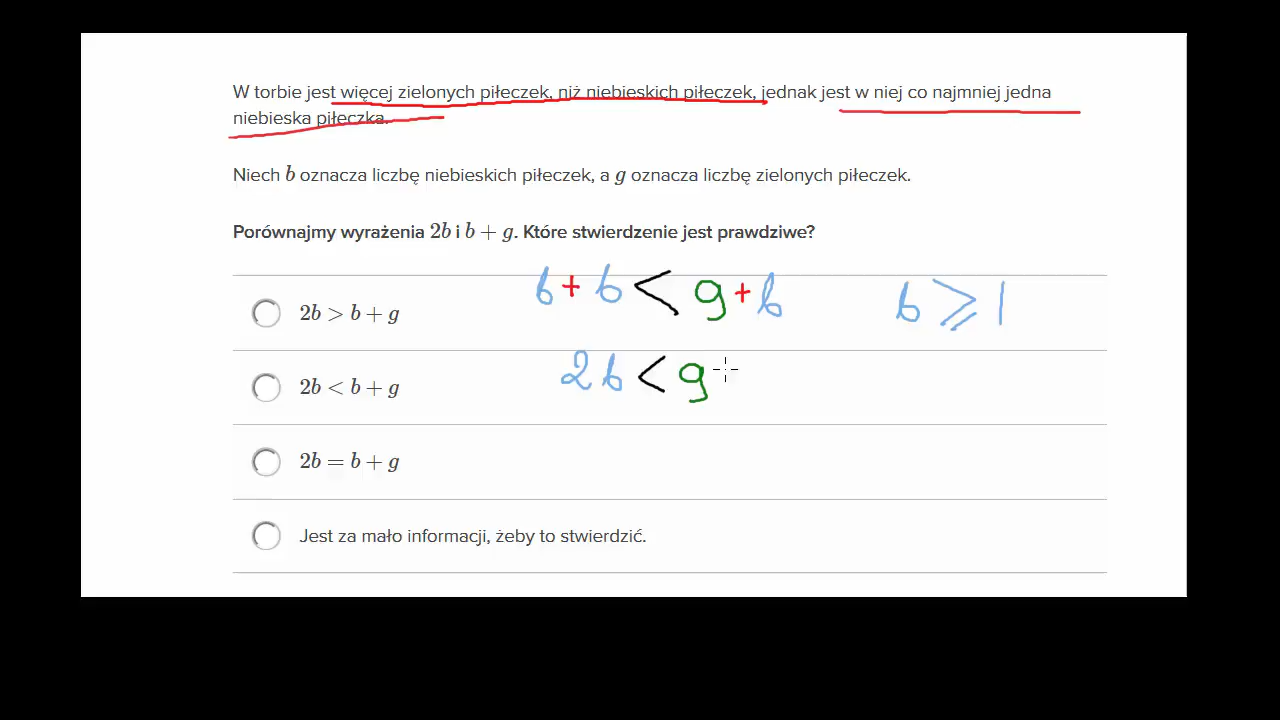 W torbie jest więcej zielonych piłeczek, niż niebieskich piłeczek, jednak jest w niej co najmniej jedna
niebieska piłeczka.
Niech b oznacza liczbę niebieskich piłeczek, a g oznacza liczbę zielonych piłeczek.
Porównajmy wyrażenia 2b i b + g. Które stwierdzenie jest prawdziwe?
b + b < g + b
b ⩾ 1
2b > b + g
2b < g
2b < b + g
2b = b + g
Jest za mało informacji, żeby to stwierdzić.